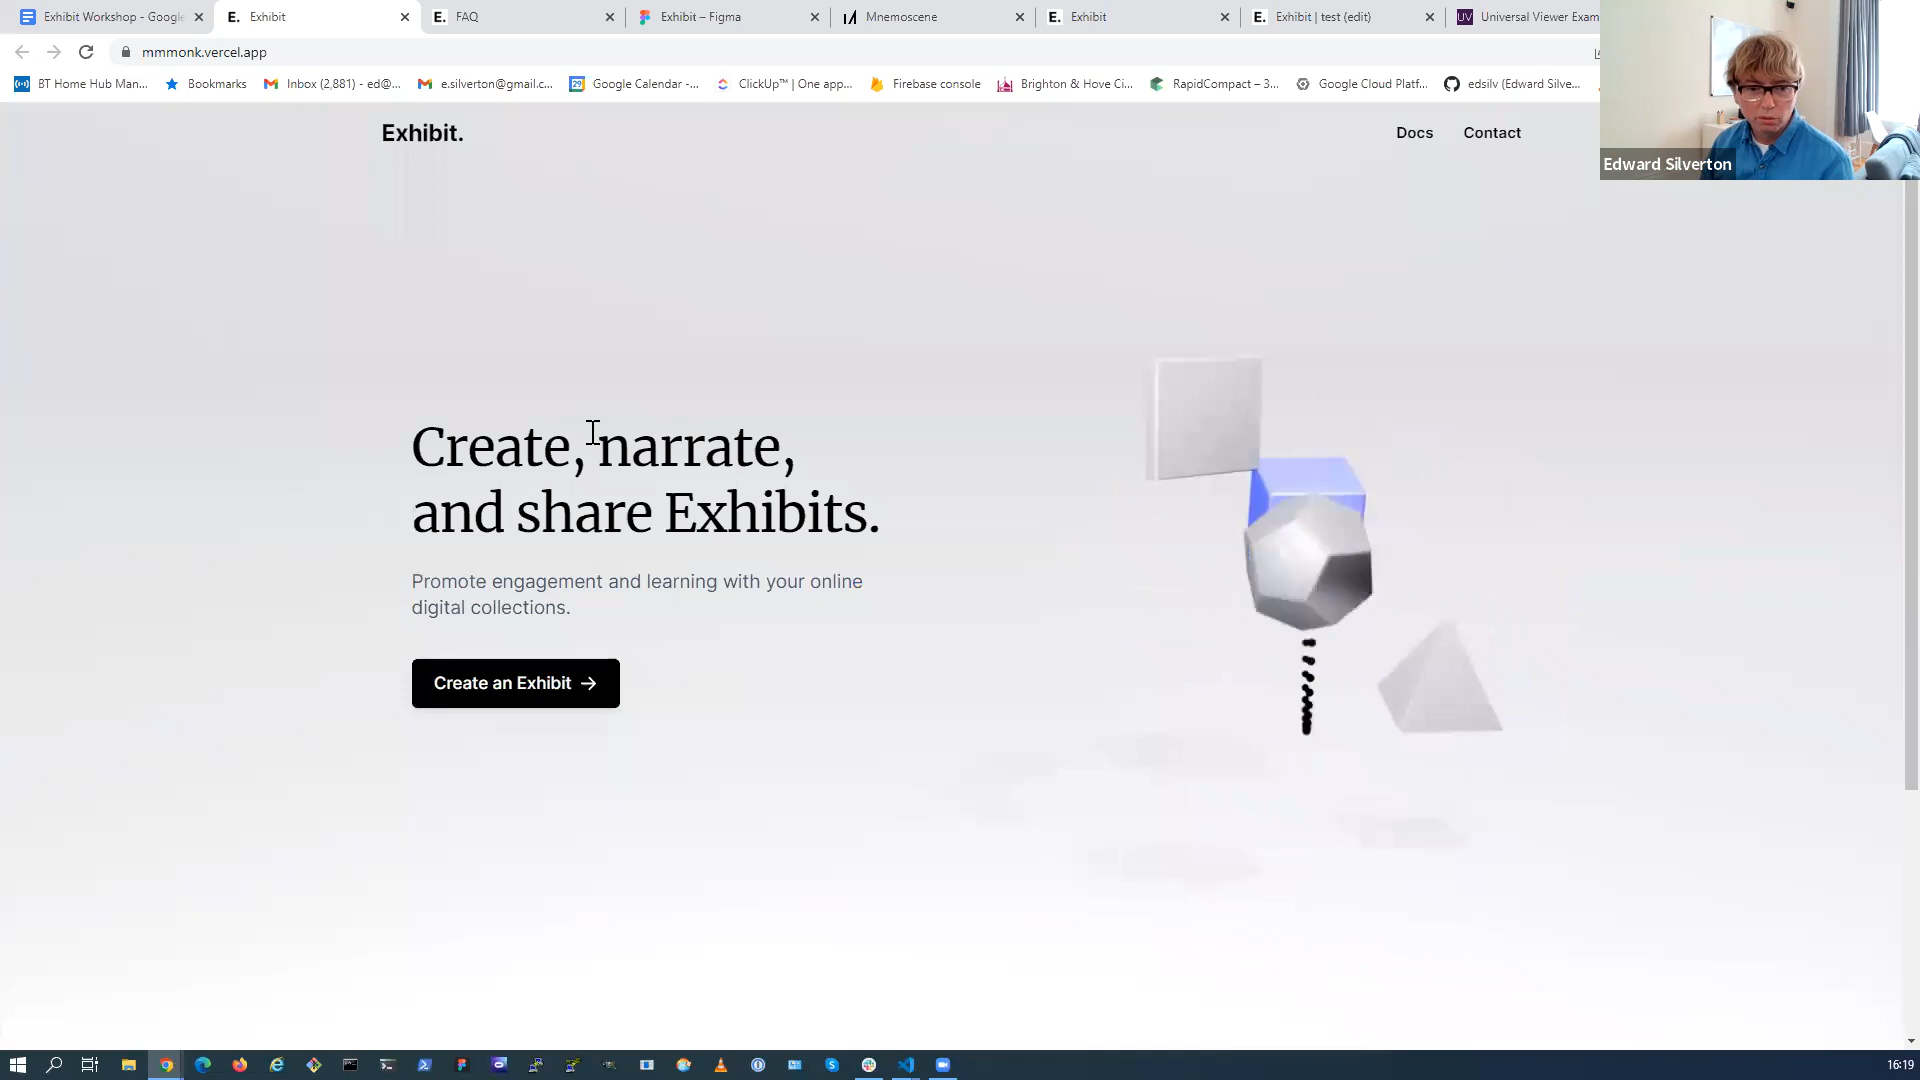 Exhibit Workshop - Google
Exhibit
FAQ
Exhibit – Figma
Mnemoscene
Exhibit
Exhibit | test (edit)
Universal Viewer Exam
mmmonk.vercel.app
BT Home Hub Man...
Bookmarks
Inbox (2,881) - ed@...
e.silverton@gmail.c...
Google Calendar -...
ClickUp™ | One app...
Firebase console
Brighton & Hove Ci...
RapidCompact – 3...
Google Cloud Platf...
edsilv (Edward Silve...
Edward Silverton
Exhibit.
Docs
Contact
Create, narrate,
and share Exhibits.
Promote engagement and learning with your online
digital collections.
Create an Exhibit →
16:19